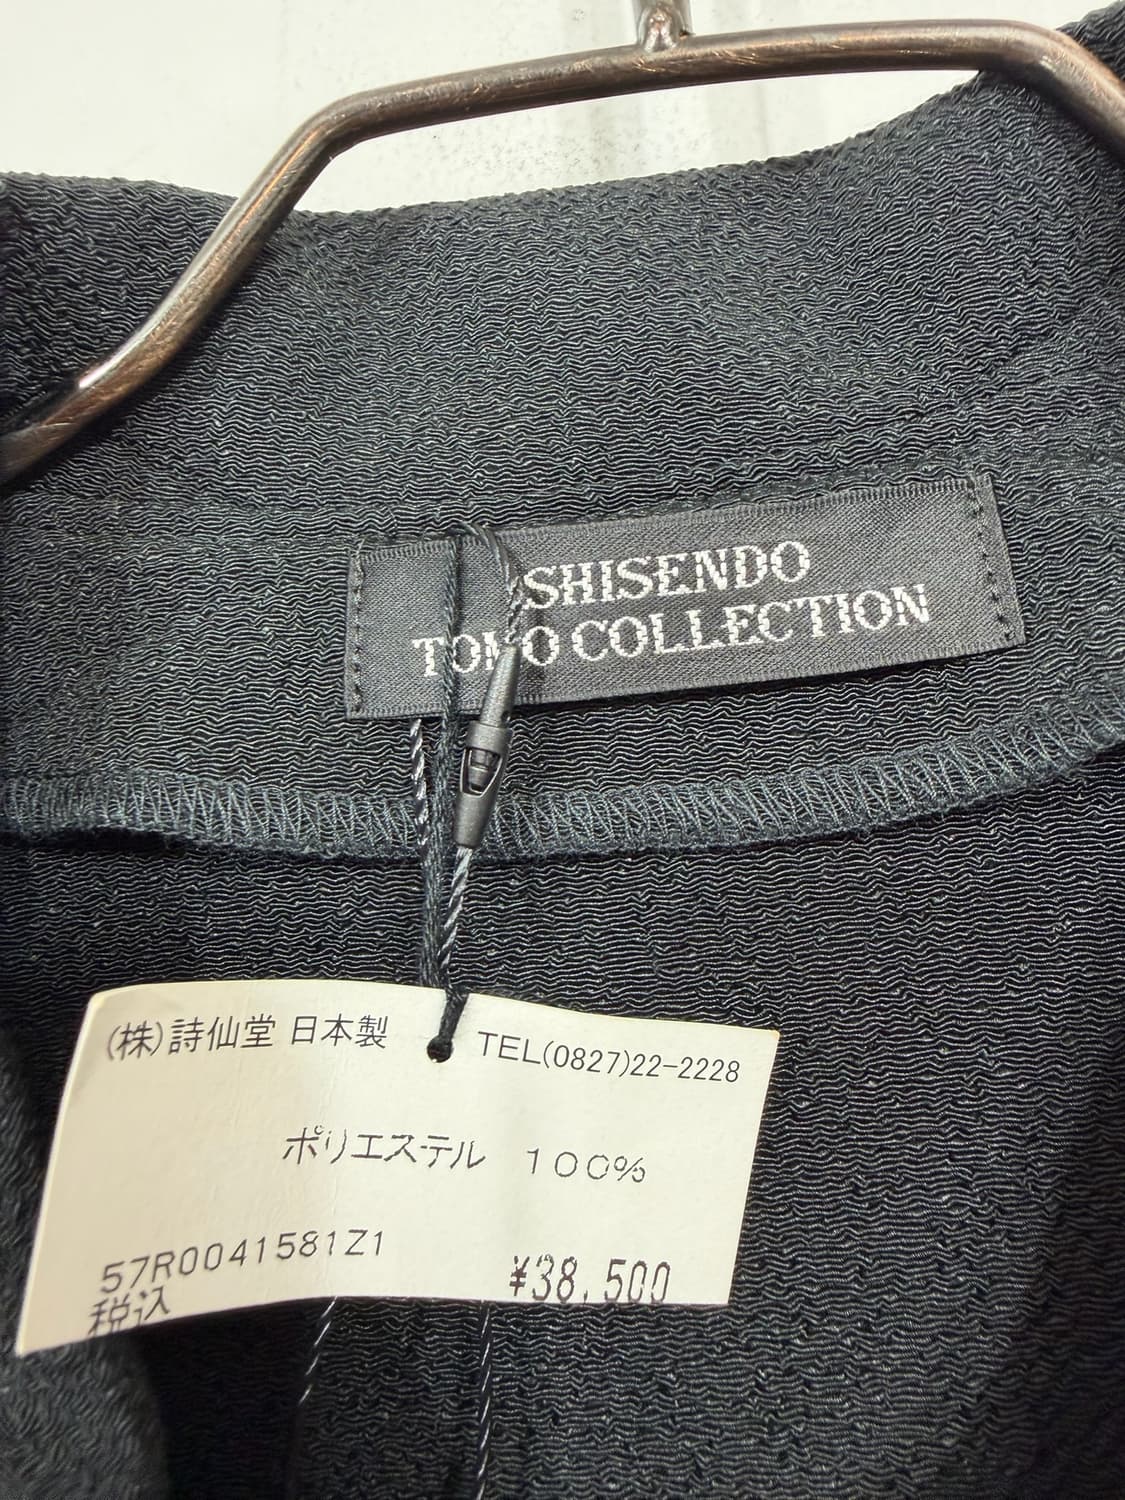 SHISENDO
TOMO COLLECTION
(株)詩仙堂 日本製 TEL(0827)22-2228
ポリエステル 100%
57R0041581Z1
¥38,500
税込